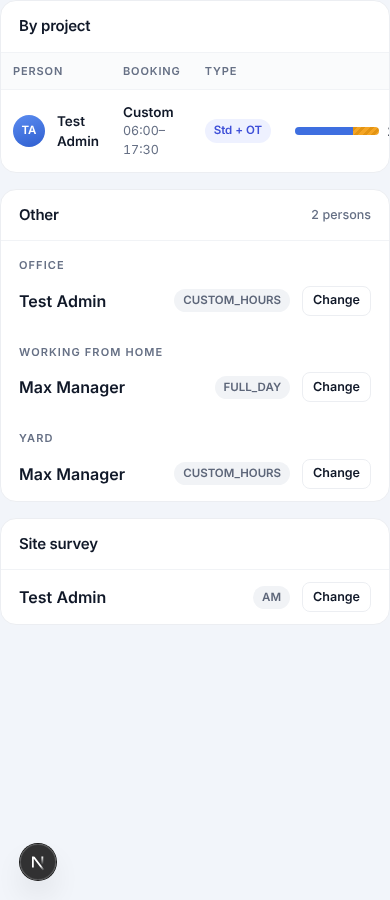 By project
PERSON BOOKING TYPE
TA Test Admin Custom 06:00–17:30 Std + OT
Other 2 persons
OFFICE
Test Admin CUSTOM_HOURS Change
WORKING FROM HOME
Max Manager FULL_DAY Change
YARD
Max Manager CUSTOM_HOURS Change
Site survey
Test Admin AM Change
N